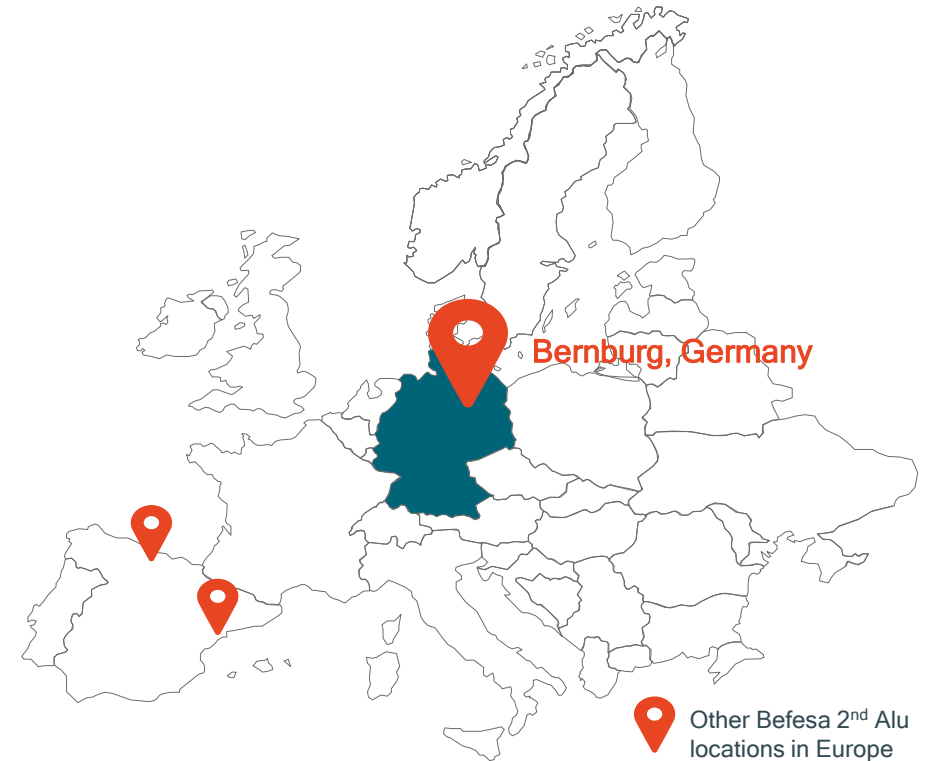 Bernburg, Germany
Other Befesa 2nd Alu
locations in Europe